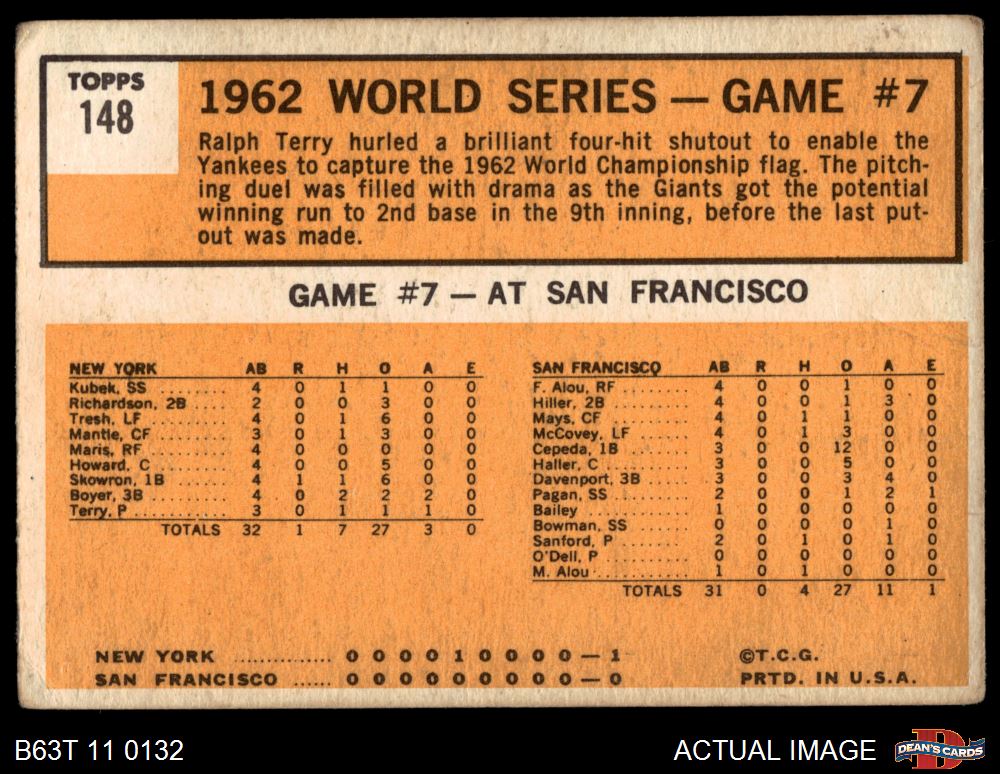 TOPPS
148
1962 WORLD SERIES — GAME #7
Ralph Terry hurled a brilliant four-hit shutout to enable the
Yankees to capture the 1962 World Championship flag. The pitch-
ing duel was filled with drama as the Giants got the potential
winning run to 2nd base in the 9th inning, before the last put-
out was made.
GAME #7 — AT SAN FRANCISCO
NEW YORK AB R H O A E
Kubek, SS ........ 4 0 1 1 0 0
Richardson, 2B .... 2 0 0 3 0 0
Tresh, LF ........ 4 0 1 6 0 0
Mantle, CF ........ 3 0 1 3 0 0
Maris, RF ........ 4 0 0 0 0 0
Howard, C ........ 4 0 0 5 0 0
Skowron, 1B ...... 4 1 1 6 0 0
Boyer, 3B ........ 4 0 2 2 2 0
Terry, P .......... 3 0 1 1 1 0
TOTALS 32 1 7 27 3 0
SAN FRANCISCO AB R H O A E
F. Alou, RF ....... 4 0 0 1 0 0
Hiller, 2B ........ 4 0 0 1 3 0
Mays, CF ........ 4 0 1 1 0 0
McCovey, LF ...... 4 0 1 3 0 0
Cepeda, 1B ....... 3 0 0 12 0 0
Haller, C ......... 3 0 0 5 0 0
Davenport, 3B .... 3 0 0 3 4 0
Pagan, SS ........ 2 0 0 1 2 1
Bailey .......... 1 0 0 0 0 0
Bowman, SS ...... 0 0 0 0 1 0
Sanford, P ....... 2 0 1 0 1 0
O'Dell, P ........ 0 0 0 0 0 0
M. Alou .......... 1 0 1 0 0 0
TOTALS 31 0 4 27 11 1
NEW YORK .............. 0 0 0 0 1 0 0 0 0 — 1
SAN FRANCISCO ...... 0 0 0 0 0 0 0 0 0 — 0
©T.C.G.
PRTD. IN U.S.A.
B63T 11 0132
ACTUAL IMAGE
D
DEAN'S CARDS